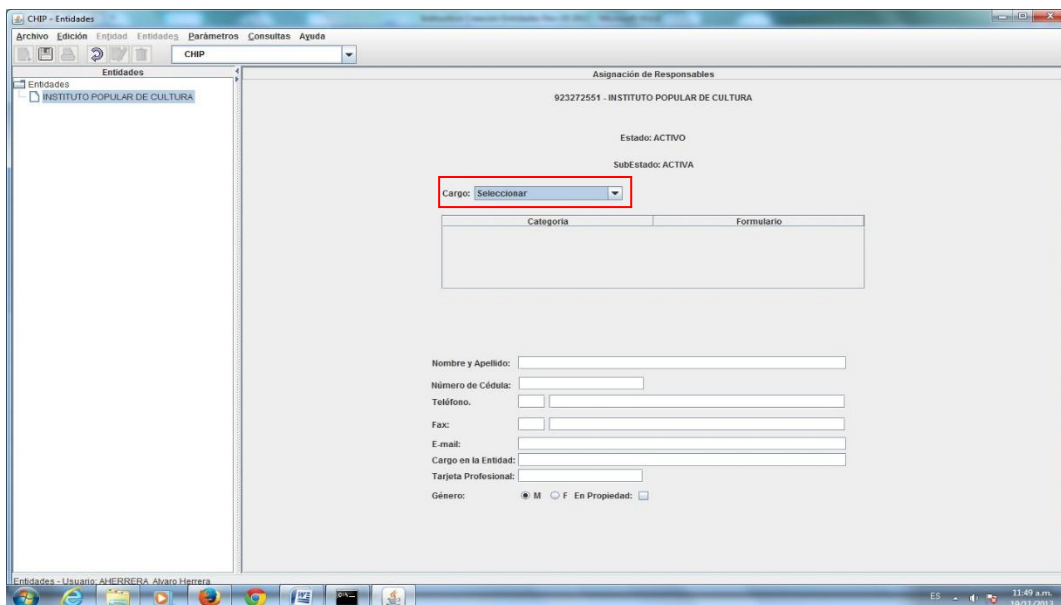 CHIP - Entidades
Archivo Edición Entidad Entidades Parámetros Consultas Ayuda
CHIP
Entidades
Entidades
INSTITUTO POPULAR DE CULTURA
Asignación de Responsables
923272551 - INSTITUTO POPULAR DE CULTURA
Estado: ACTIVO
SubEstado: ACTIVA
Cargo: Seleccionar
Categoria Formulario
Nombre y Apellido:
Número de Cédula:
Teléfono.
Fax:
E-mail:
Cargo en la Entidad:
Tarjeta Profesional:
Género: M F En Propiedad:
Entidades - Usuario: AHERRERA Alvaro Herrera
ES 11:49 a.m.
19/11/2013